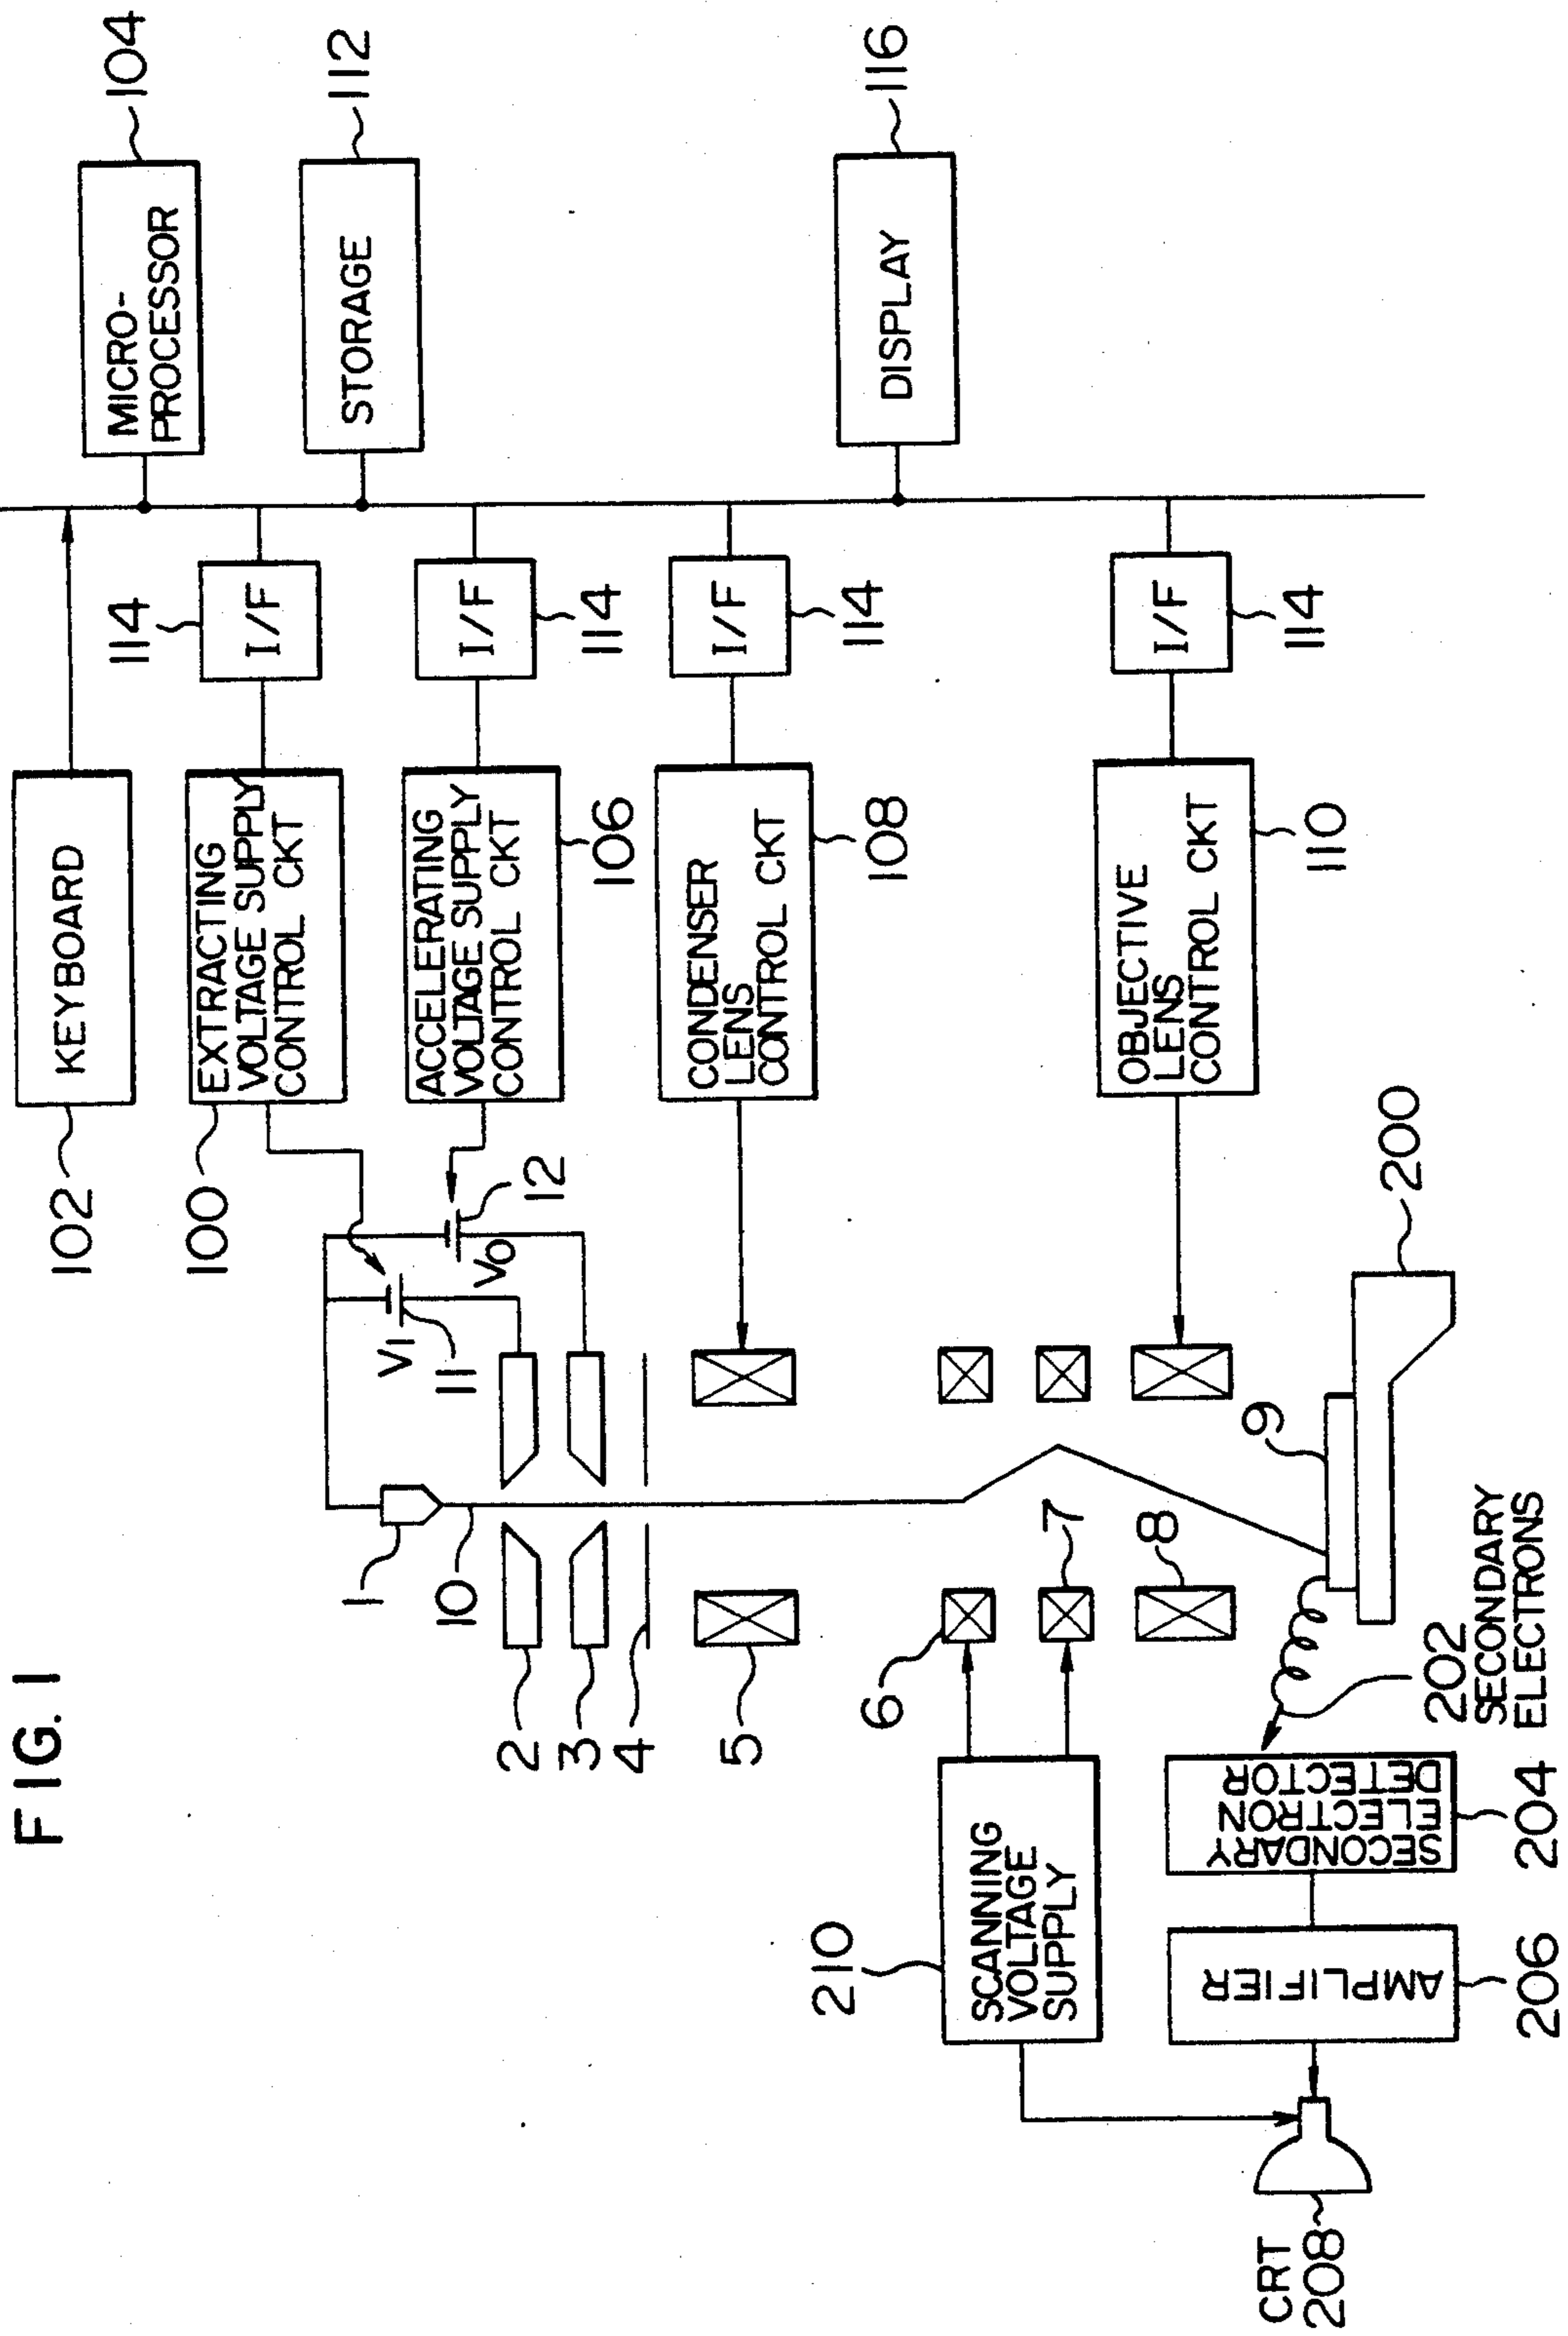 FIG. 1
102
KEYBOARD
100
EXTRACTING
VOLTAGE SUPPLY
CONTROL CKT
114
I/F
MICRO-
PROCESSOR
104
ACCELERATING
VOLTAGE SUPPLY
CONTROL CKT
106
I/F
114
STORAGE
112
V1
11
V0
12
1
10
2
3
4
5
CONDENSER
LENS
CONTROL CKT
108
I/F
114
DISPLAY
116
6
7
8
OBJECTIVE
LENS
CONTROL CKT
110
I/F
114
9
200
210
SCANNING
VOLTAGE
SUPPLY
202
SECONDARY
ELECTRONS
SECONDARY
ELECTRON
DETECTOR
204
AMPLIFIER
206
CRT
208